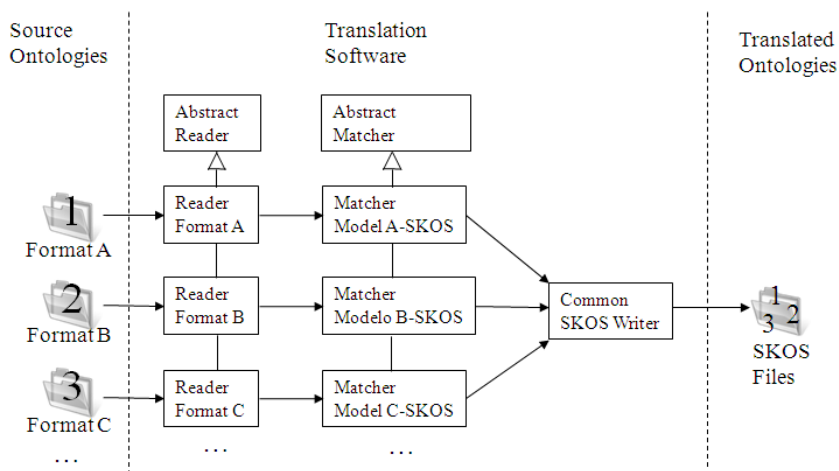 Source
Ontologies
Translation
Software
Translated
Ontologies
Abstract
Reader
Abstract
Matcher
1
Format A
Reader
Format A
Matcher
Model A-SKOS
2
Format B
Reader
Format B
Matcher
Modelo B-SKOS
Common
SKOS Writer
1
2
3
SKOS
Files
3
Format C
Reader
Format C
Matcher
Model C-SKOS
...
...
...